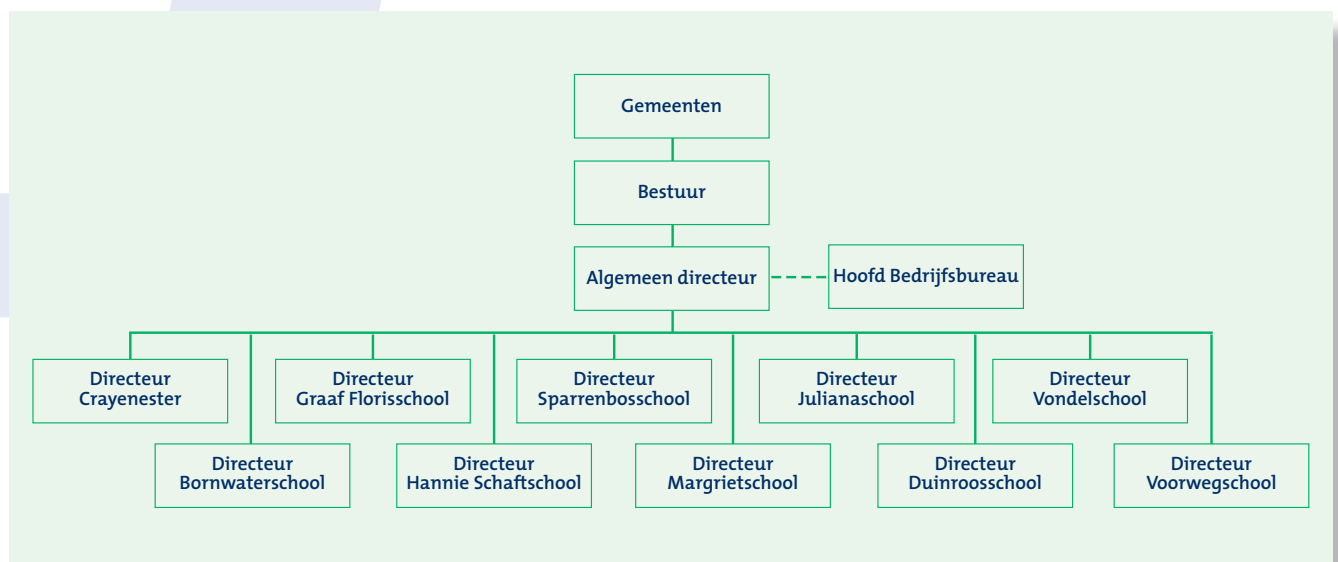 Gemeenten
Bestuur
Algemeen directeur
Hoofd Bedrijfsbureau
Directeur
Crayenester
Directeur
Graaf Florisschool
Directeur
Sparrenbosschool
Directeur
Julianaschool
Directeur
Vondelschool
Directeur
Bornwaterschool
Directeur
Hannie Schaftschool
Directeur
Margrietschool
Directeur
Duinroosschool
Directeur
Voorwegschool